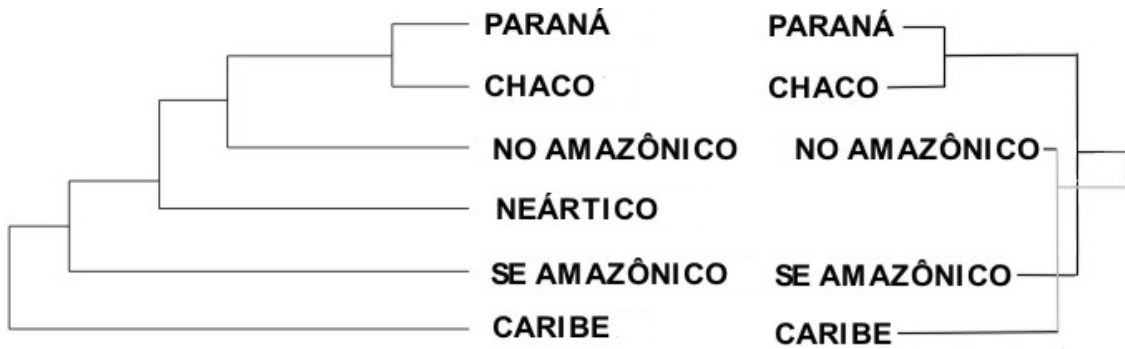 PARANÁ PARANÁ
CHACO CHACO
NO AMAZÔNICO NO AMAZÔNICO
NEÁRTICO
SE AMAZÔNICO SE AMAZÔNICO
CARIBE CARIBE